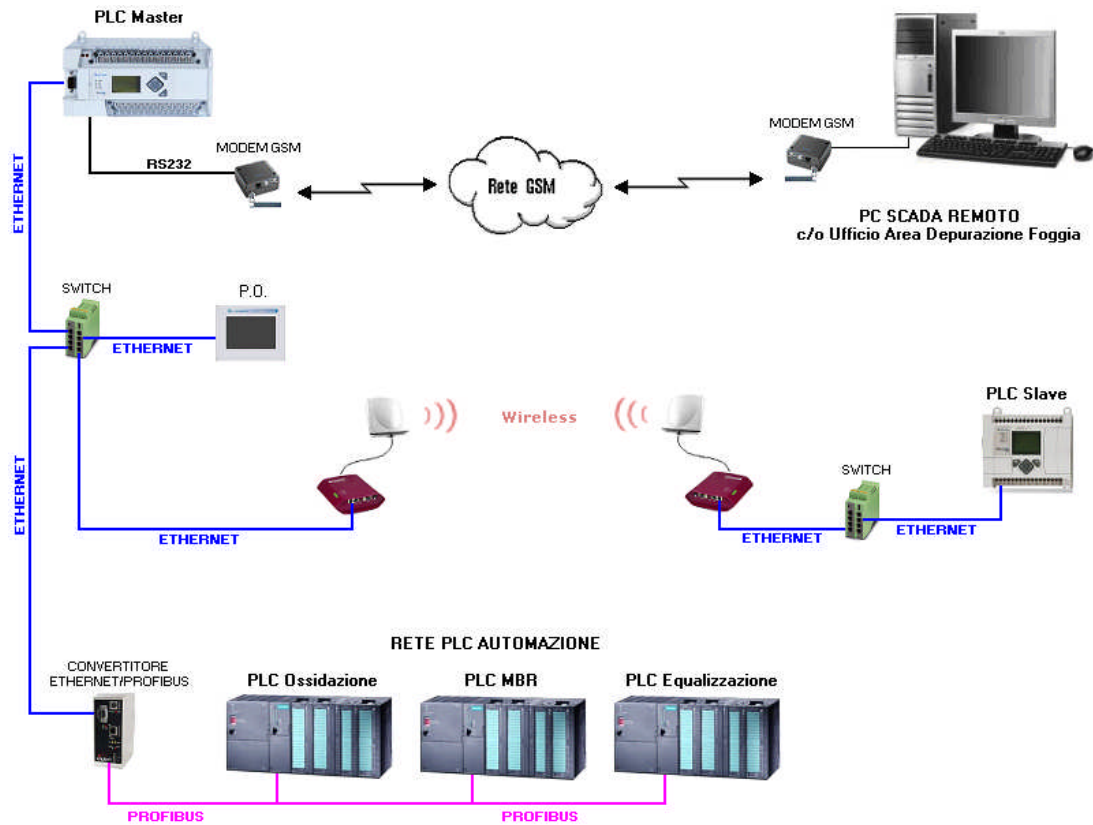 PLC Master
MODEM GSM
RS232
ETHERNET
Rete GSM
MODEM GSM
PC SCADA REMOTO
c/o Ufficio Area Depurazione Foggia
SWITCH
P.O.
ETHERNET
Wireless
PLC Slave
SWITCH
ETHERNET
ETHERNET
ETHERNET
ETHERNET
RETE PLC AUTOMAZIONE
CONVERTITORE
ETHERNET/PROFIBUS
PLC Ossidazione
PLC MBR
PLC Equalizzazione
PROFIBUS
PROFIBUS